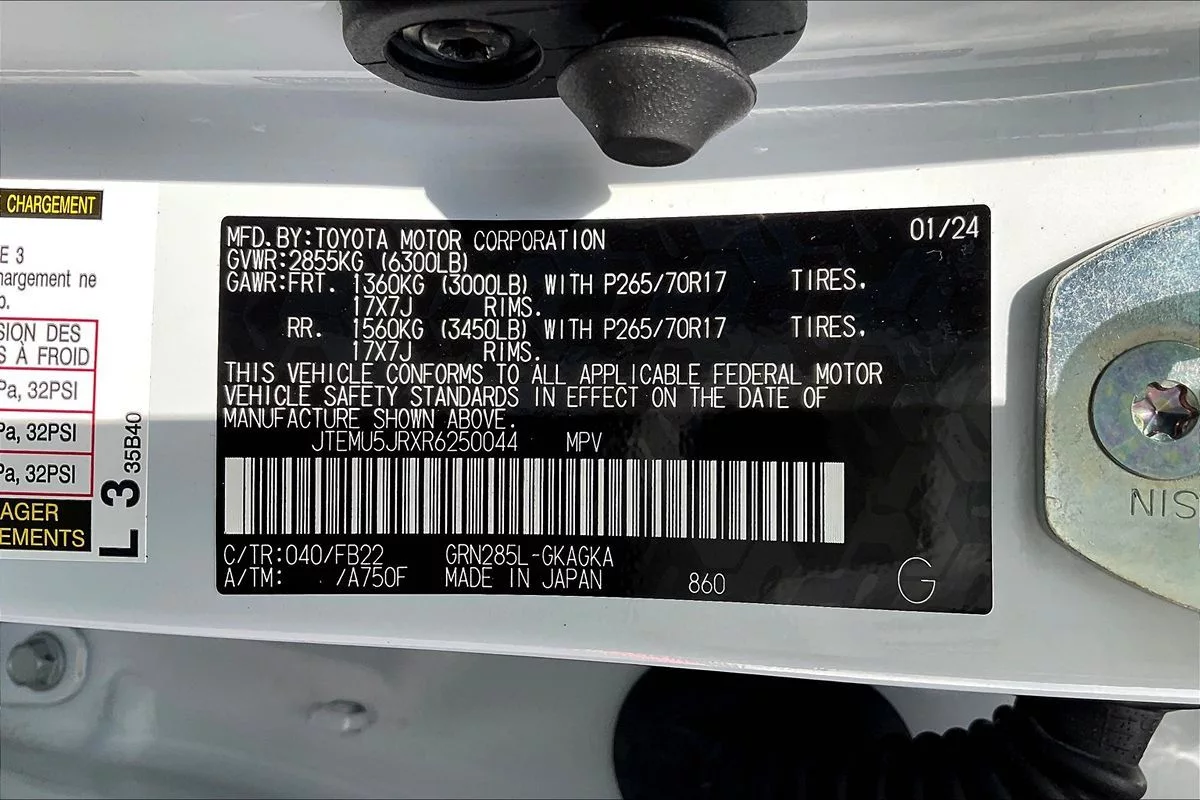 CHARGEMENT
E 3
hargement ne
p.
SION DES
S À FROID
Pa, 32PSI
Pa, 32PSI
Pa, 32PSI
AGER
EMENTS
L 3 35B40
MFD.BY:TOYOTA MOTOR CORPORATION 01/24
GVWR:2855KG (6300LB)
GAWR:FRT. 1360KG (3000LB) WITH P265/70R17 TIRES,
17X7J RIMS.
RR. 1560KG (3450LB) WITH P265/70R17 TIRES,
17X7J RIMS.
THIS VEHICLE CONFORMS TO ALL APPLICABLE FEDERAL MOTOR
VEHICLE SAFETY STANDARDS IN EFFECT ON THE DATE OF
MANUFACTURE SHOWN ABOVE.
JTEMU5JRXR6250044 MPV
C/TR:040/FB22 GRN285L-GKAGKA
A/TM: /A750F MADE IN JAPAN 860 G
NIS